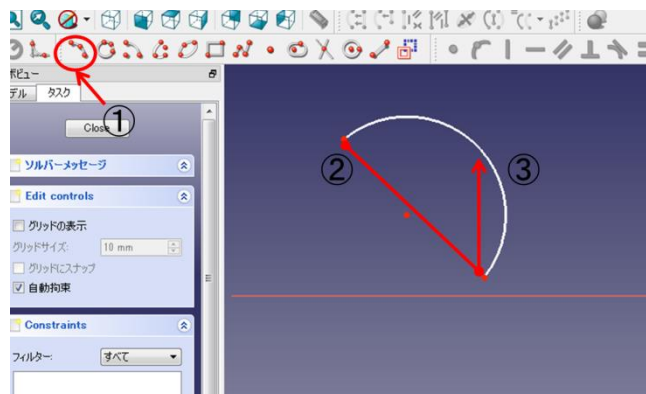 ボビュー
デル タスク
①
Close
ソルバーメッセージ
②
③
Edit controls
グリッドの表示
グリッドサイズ: 10 mm
グリッドにスナップ
自動拘束
Constraints
フィルター: すべて